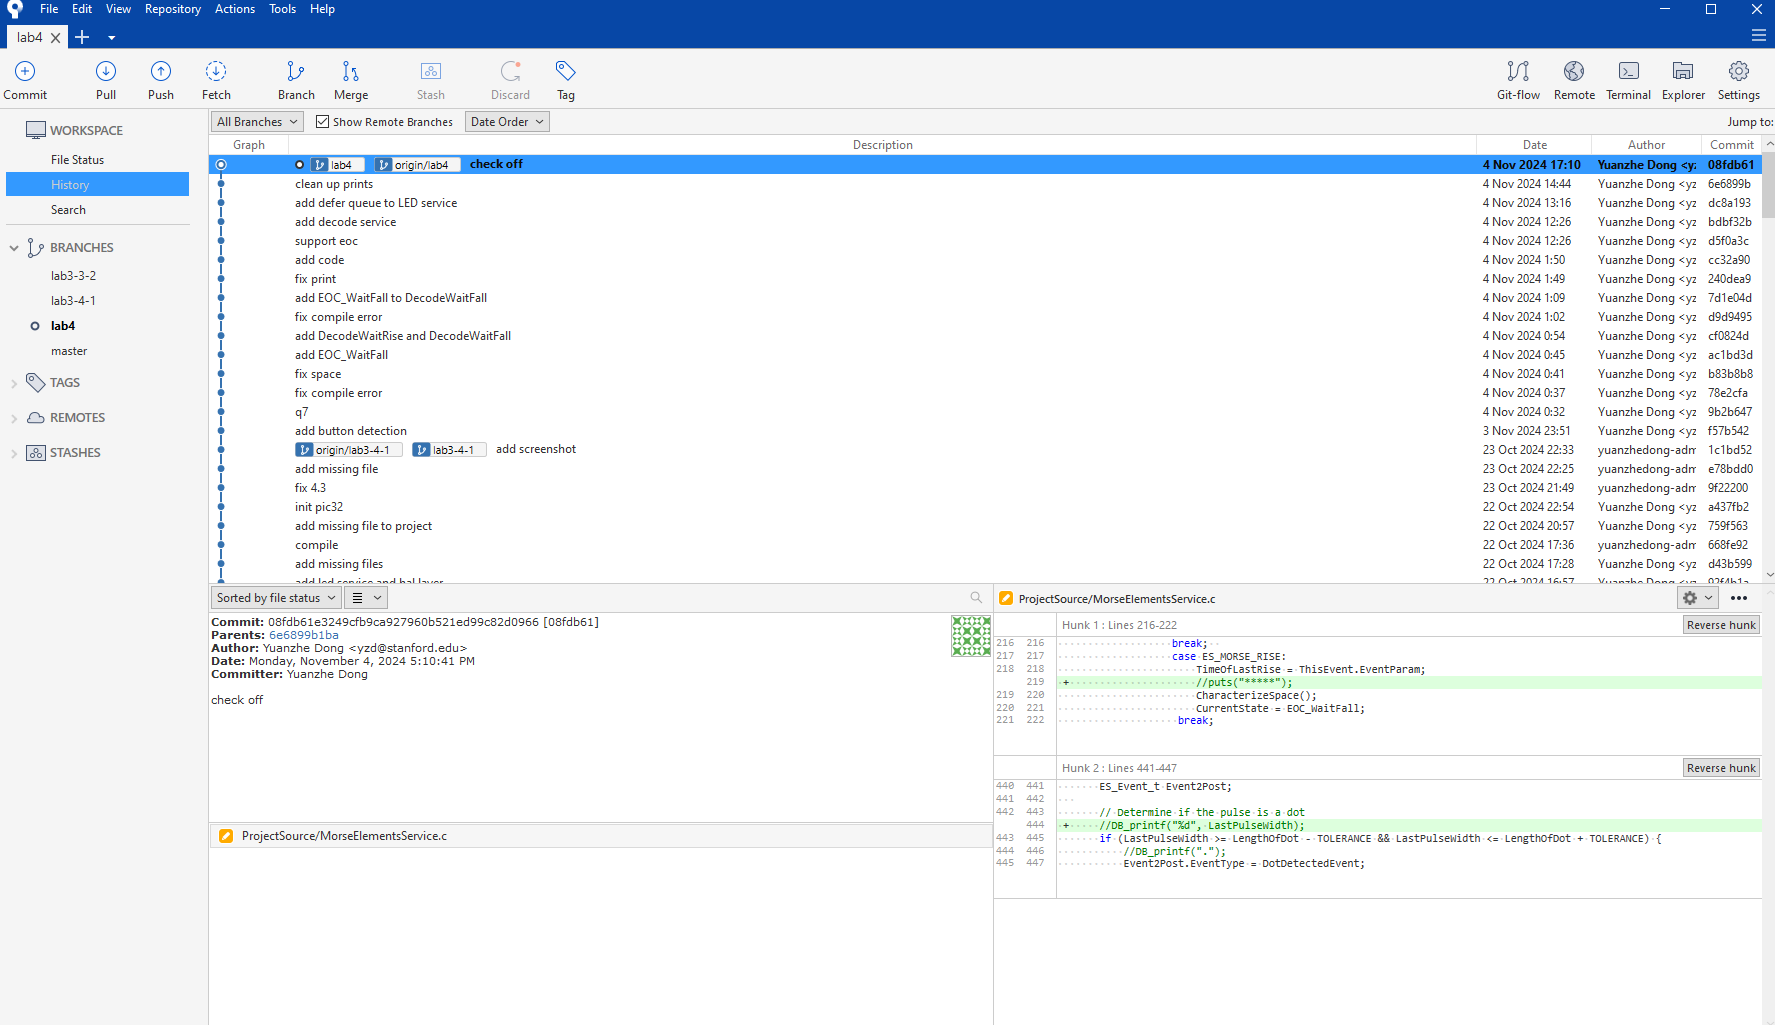 File Edit View Repository Actions Tools Help
lab4
Commit Pull Push Fetch Branch Merge Stash Discard Tag Git-flow Remote Terminal Explorer Settings
WORKSPACE
File Status
History
Search
BRANCHES
lab3-3-2
lab3-4-1
lab4
master
TAGS
REMOTES
STASHES
All Branches Show Remote Branches Date Order Jump to:
Graph Description Date Author Commit
lab4 origin/lab4 check off 4 Nov 2024 17:10 Yuanzhe Dong <yz 08fdb61
clean up prints 4 Nov 2024 14:44 Yuanzhe Dong <yz 6e6899b
add defer queue to LED service 4 Nov 2024 13:16 Yuanzhe Dong <yz dc8a193
add decode service 4 Nov 2024 12:26 Yuanzhe Dong <yz bdbf32b
support eoc 4 Nov 2024 12:26 Yuanzhe Dong <yz d5f0a3c
add code 4 Nov 2024 1:50 Yuanzhe Dong <yz cc32a90
fix print 4 Nov 2024 1:49 Yuanzhe Dong <yz 240dea9
add EOC_WaitFall to DecodeWaitFall 4 Nov 2024 1:09 Yuanzhe Dong <yz 7d1e04d
fix compile error 4 Nov 2024 1:02 Yuanzhe Dong <yz d9d9495
add DecodeWaitRise and DecodeWaitFall 4 Nov 2024 0:54 Yuanzhe Dong <yz cf0824d
add EOC_WaitFall 4 Nov 2024 0:45 Yuanzhe Dong <yz ac1bd3d
fix space 4 Nov 2024 0:41 Yuanzhe Dong <yz b83b8b8
fix compile error 4 Nov 2024 0:37 Yuanzhe Dong <yz 78e2cfa
q7 4 Nov 2024 0:32 Yuanzhe Dong <yz 9b2b647
add button detection 3 Nov 2024 23:51 Yuanzhe Dong <yz f57b542
origin/lab3-4-1 lab3-4-1 add screenshot 23 Oct 2024 22:33 yuanzhedong-adm 1c1bd52
add missing file 23 Oct 2024 22:25 yuanzhedong-adm e78bdd0
fix 4.3 23 Oct 2024 21:49 yuanzhedong-adm 9f22200
init pic32 22 Oct 2024 22:54 Yuanzhe Dong <yz a437fb2
add missing file to project 22 Oct 2024 20:57 Yuanzhe Dong <yz 759f563
compile 22 Oct 2024 17:36 yuanzhedong-adm 668fe92
add missing files 22 Oct 2024 17:28 Yuanzhe Dong <yz d43b599
add led service and hal layer 22 Oct 2024 16:57 Yuanzhe Dong <yz 92f4b1a
Sorted by file status
Commit: 08fdb61e3249cfb9ca927960b521ed99c82d0966 [08fdb61]
Parents: 6e6899b1ba
Author: Yuanzhe Dong <yzd@stanford.edu>
Date: Monday, November 4, 2024 5:10:41 PM
Committer: Yuanzhe Dong
check off
ProjectSource/MorseElementsService.c
ProjectSource/MorseElementsService.c
Hunk 1 : Lines 216-222 Reverse hunk
216 216 break;
217 217 case ES_MORSE_RISE:
218 218 TimeOfLastRise = ThisEvent.EventParam;
219 + //puts("*****");
219 220 CharacterizeSpace();
220 221 CurrentState = EOC_WaitFall;
221 222 break;
Hunk 2 : Lines 441-447 Reverse hunk
440 441 ES_Event_t Event2Post;
441 442
442 443 // Determine if the pulse is a dot
444 + //DB_printf("%d", LastPulseWidth);
443 445 if (LastPulseWidth >= LengthOfDot - TOLERANCE && LastPulseWidth <= LengthOfDot + TOLERANCE) {
444 446 //DB_printf(".");
445 447 Event2Post.EventType = DotDetectedEvent;